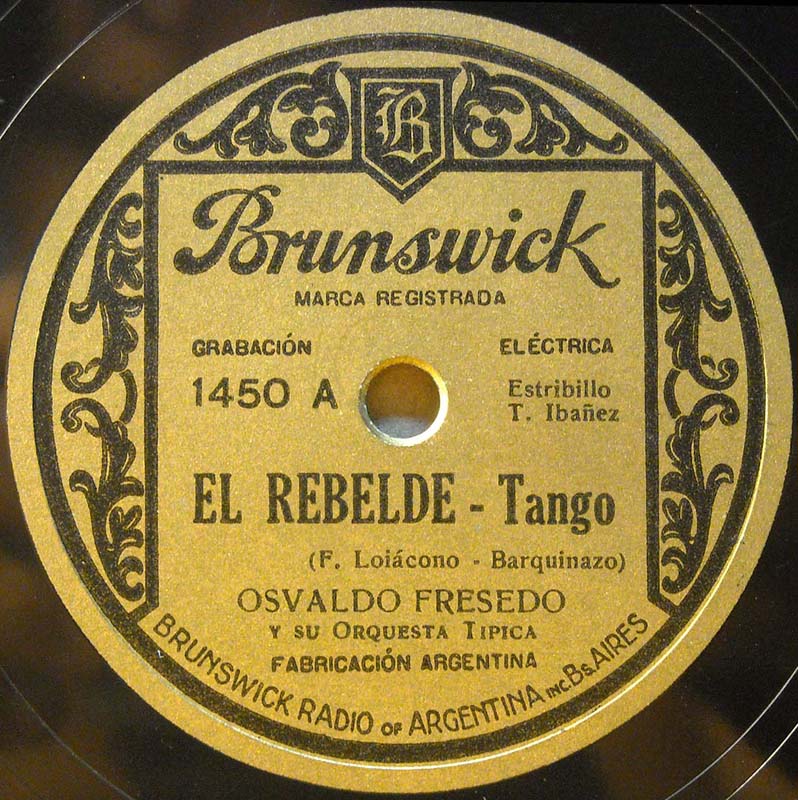 B
Brunswick
MARCA REGISTRADA
GRABACIÓN ELÉCTRICA
1450 A
Estribillo
T. Ibañez
EL REBELDE - Tango
(F. Loiácono - Barquinazo)
OSVALDO FRESEDO
Y SU ORQUESTA TIPICA
FABRICACIÓN ARGENTINA
BRUNSWICK RADIO OF ARGENTINA INC. Bs. AIRES